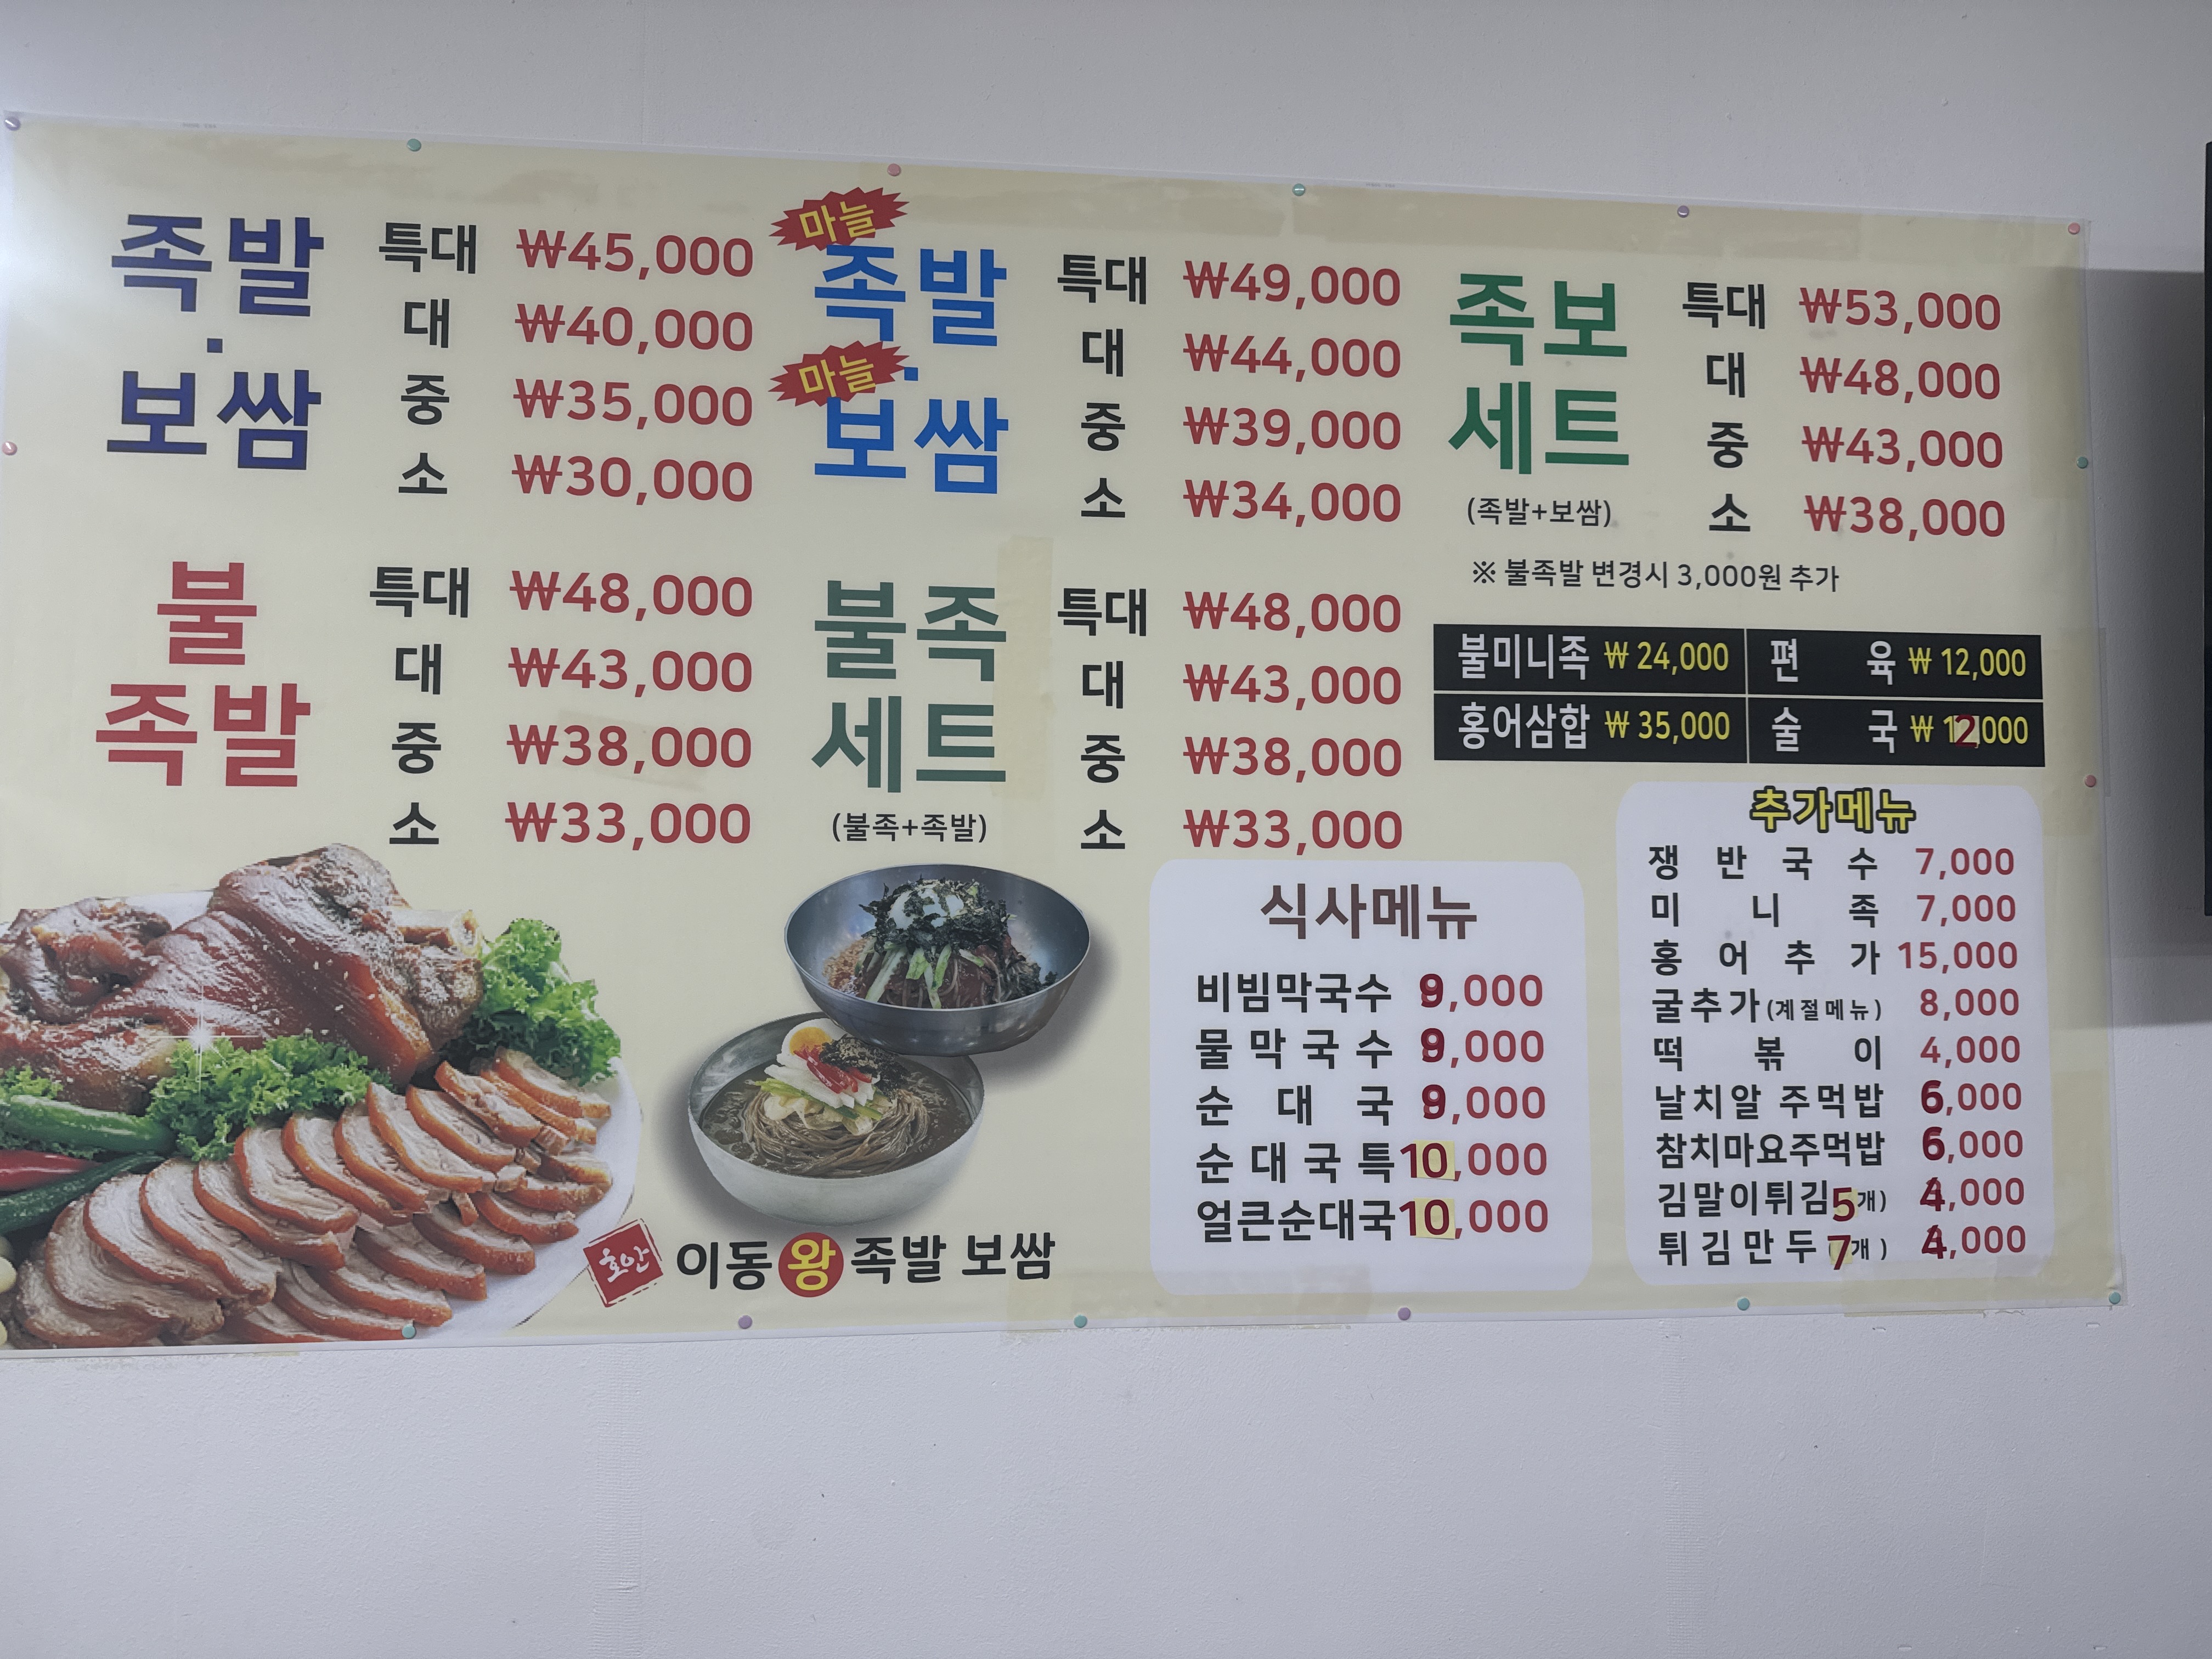 족발·보쌈
특대 ₩45,000
대 ₩40,000
중 ₩35,000
소 ₩30,000
마늘 족발·마늘 보쌈
특대 ₩49,000
대 ₩44,000
중 ₩39,000
소 ₩34,000
족보세트
(족발+보쌈)
특대 ₩53,000
대 ₩48,000
중 ₩43,000
소 ₩38,000
※ 불족발 변경시 3,000원 추가
불족발
특대 ₩48,000
대 ₩43,000
중 ₩38,000
소 ₩33,000
불족세트
(불족+족발)
특대 ₩48,000
대 ₩43,000
중 ₩38,000
소 ₩33,000
불미니족 ₩24,000
편육 ₩12,000
홍어삼합 ₩35,000
술국 ₩12,000
식사메뉴
비빔막국수 9,000
물막국수 9,000
순대국 9,000
순대국특 10,000
얼큰순대국 10,000
추가메뉴
쟁반국수 7,000
미니족 7,000
홍어추가 15,000
굴추가(계절메뉴) 8,000
떡볶이 4,000
날치알 주먹밥 6,000
참치마요주먹밥 6,000
김말이튀김 5개) 4,000
튀김만두 7개) 4,000
호안 이동왕족발 보쌈